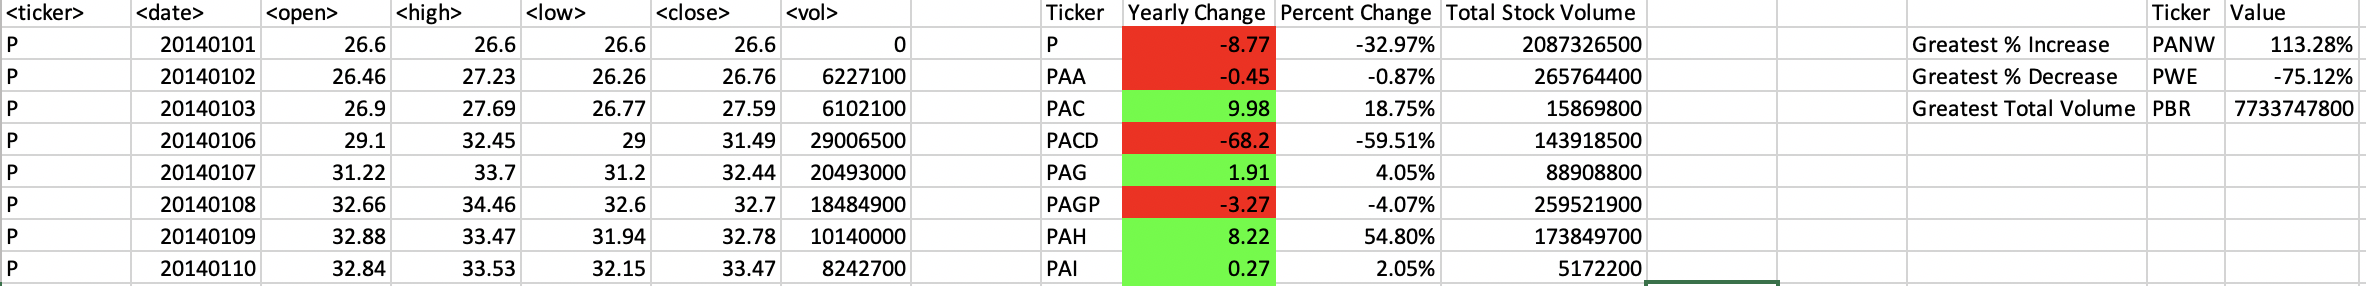 <ticker> <date> <open> <high> <low> <close> <vol> Ticker Yearly Change Percent Change Total Stock Volume Ticker Value
P 20140101 26.6 26.6 26.6 26.6 0 P -8.77 -32.97% 2087326500 Greatest % Increase PANW 113.28%
P 20140102 26.46 27.23 26.26 26.76 6227100 PAA -0.45 -0.87% 265764400 Greatest % Decrease PWE -75.12%
P 20140103 26.9 27.69 26.77 27.59 6102100 PAC 9.98 18.75% 15869800 Greatest Total Volume PBR 7733747800
P 20140106 29.1 32.45 29 31.49 29006500 PACD -68.2 -59.51% 143918500
P 20140107 31.22 33.7 31.2 32.44 20493000 PAG 1.91 4.05% 88908800
P 20140108 32.66 34.46 32.6 32.7 18484900 PAGP -3.27 -4.07% 259521900
P 20140109 32.88 33.47 31.94 32.78 10140000 PAH 8.22 54.80% 173849700
P 20140110 32.84 33.53 32.15 33.47 8242700 PAI 0.27 2.05% 5172200